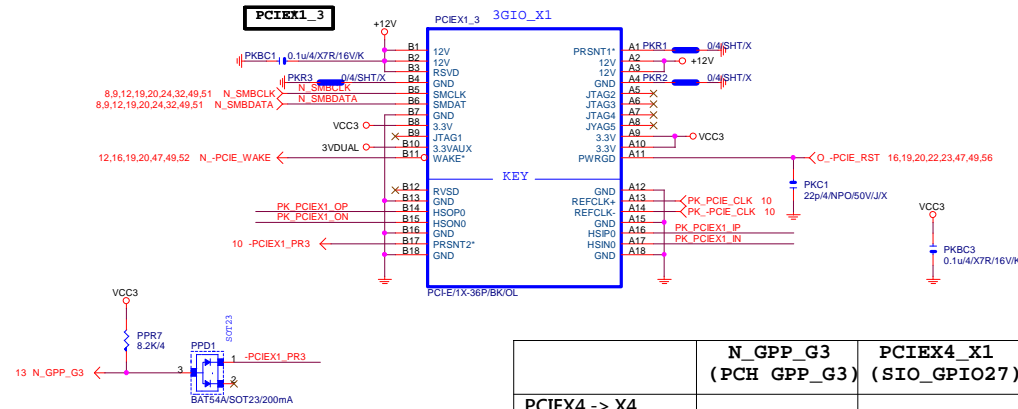 PCIEX1_3
+12V
PCIEX1_3
3GIO_X1
PKBC1
0.1u/4/X7R/16V/K
B1
12V
PRSNT1*
A1
PKR1
0/4/SHT/X
B2
12V
12V
A2
+12V
B3
RSVD
12V
A3
PKR3
0/4/SHT/X
B4
GND
GND
A4
PKR2
0/4/SHT/X
8,9,12,19,20,24,32,49,51 N_SMBCLK
N_SMBCLK
B5
SMCLK
JTAG2
A5
8,9,12,19,20,24,32,49,51 N_SMBDATA
N_SMBDATA
B6
SMDAT
JTAG3
A6
B7
GND
JTAG4
A7
VCC3
B8
3.3V
JYAG5
A8
B9
JTAG1
3.3V
A9
VCC3
3VDUAL
B10
3.3VAUX
3.3V
A10
12,16,19,20,47,49,52 N_-PCIE_WAKE
B11
WAKE*
PWRGD
A11
O_-PCIE_RST 16,19,20,22,23,47,49,56
KEY
PKC1
22p/4/NPO/50V/J/X
B12
RVSD
GND
A12
B13
GND
REFCLK+
A13
PK_PCIE_CLK 10
PK_PCIEX1_OP
B14
HSOP0
REFCLK-
A14
PK_-PCIE_CLK 10
PK_PCIEX1_ON
B15
HSON0
GND
A15
B16
GND
HSIP0
A16
PK_PCIEX1_IP
10 -PCIEX1_PR3
B17
PRSNT2*
HSIN0
A17
PK_PCIEX1_IN
B18
GND
GND
A18
VCC3
PKBC3
0.1u/4/X7R/16V/K
PCI-E/1X-36P/BK/OL
VCC3
PPR7
8.2K/4
SOT23
PPD1
13 N_GPP_G3
3
1
-PCIEX1_PR3
2
BAT54A/SOT23/200mA
N_GPP_G3
(PCH GPP_G3)
PCIEX4_X1
(SIO_GPIO27)
PCIEX4 -> X4